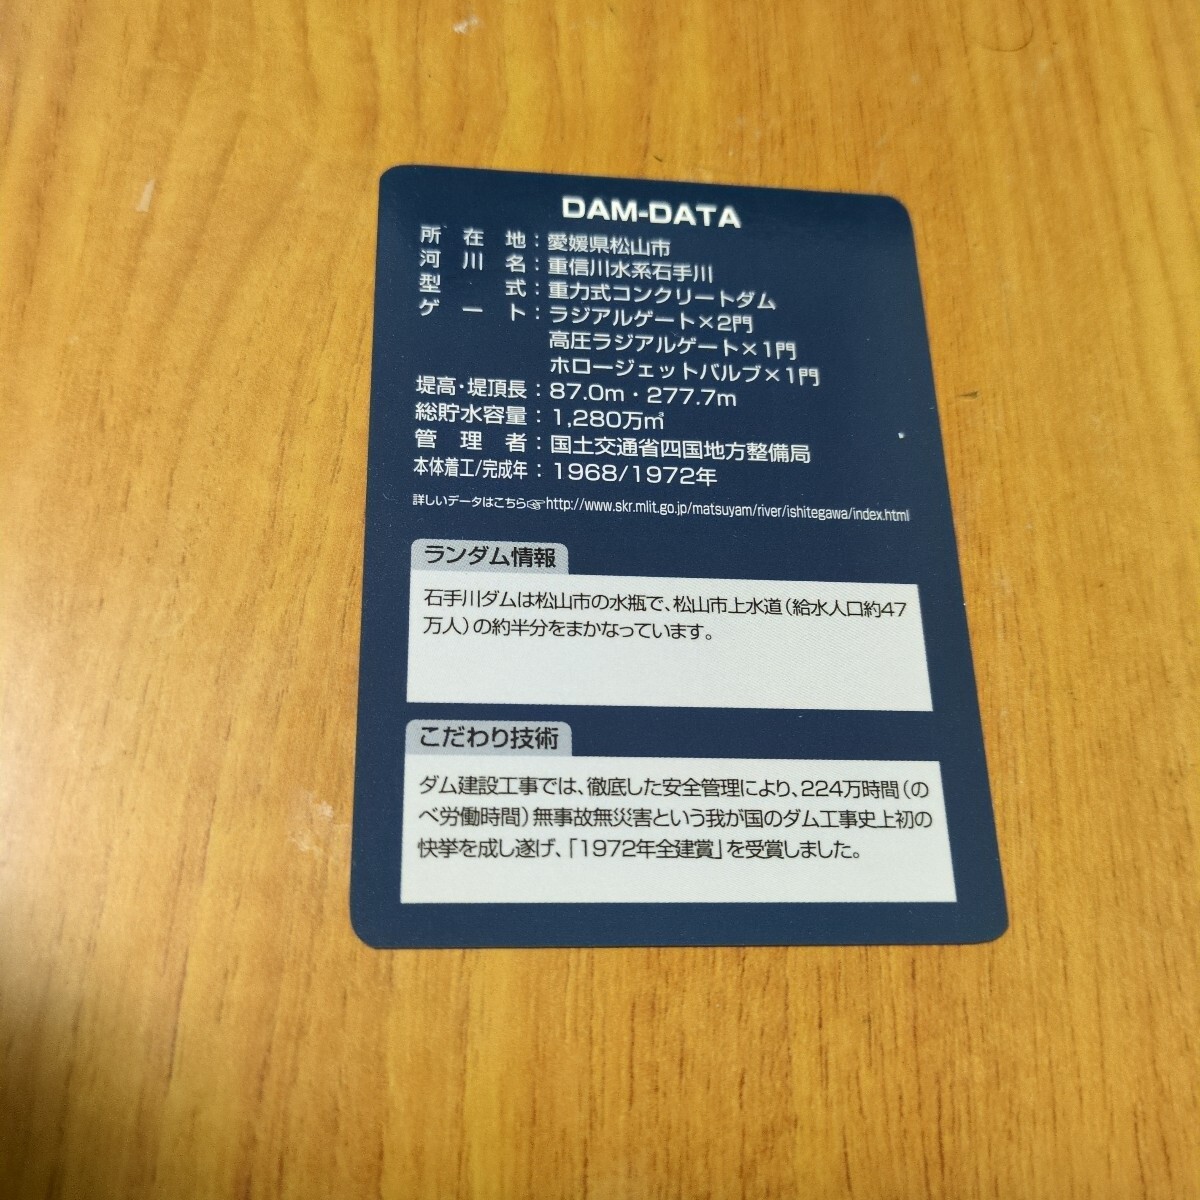 DAM-DATA
所在地：愛媛県松山市
河川名：重信川水系石手川
型式：重力式コンクリートダム
ゲート：ラジアルゲート×2門
高圧ラジアルゲート×1門
ホロージェットバルブ×1門
堤高・堤頂長：87.0m・277.7m
総貯水容量：1,280万㎥
管理者：国土交通省四国地方整備局
本体着工/完成年：1968/1972年
詳しいデータはこちら☞http://www.skr.mlit.go.jp/matsuyam/river/ishitegawa/index.html
ランダム情報
石手川ダムは松山市の水瓶で、松山市上水道（給水人口約47
万人）の約半分をまかなっています。
こだわり技術
ダム建設工事では、徹底した安全管理により、224万時間（の
べ労働時間）無事故無災害という我が国のダム工事史上初の
快挙を成し遂げ、「1972年全建賞」を受賞しました。